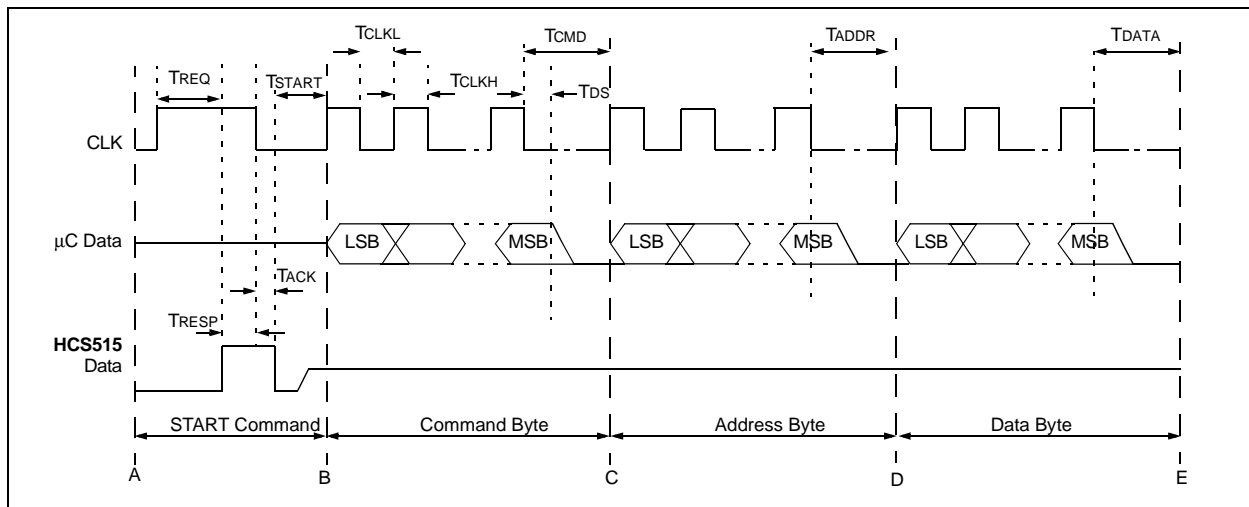 TCLKL
TCMD
TADDR
TDATA
TREQ
TSTART
TCLKH
TDS
CLK
μC Data
LSB
MSB
LSB
MSB
LSB
MSB
TACK
TRESP
HCS515
Data
START Command
Command Byte
Address Byte
Data Byte
A
B
C
D
E